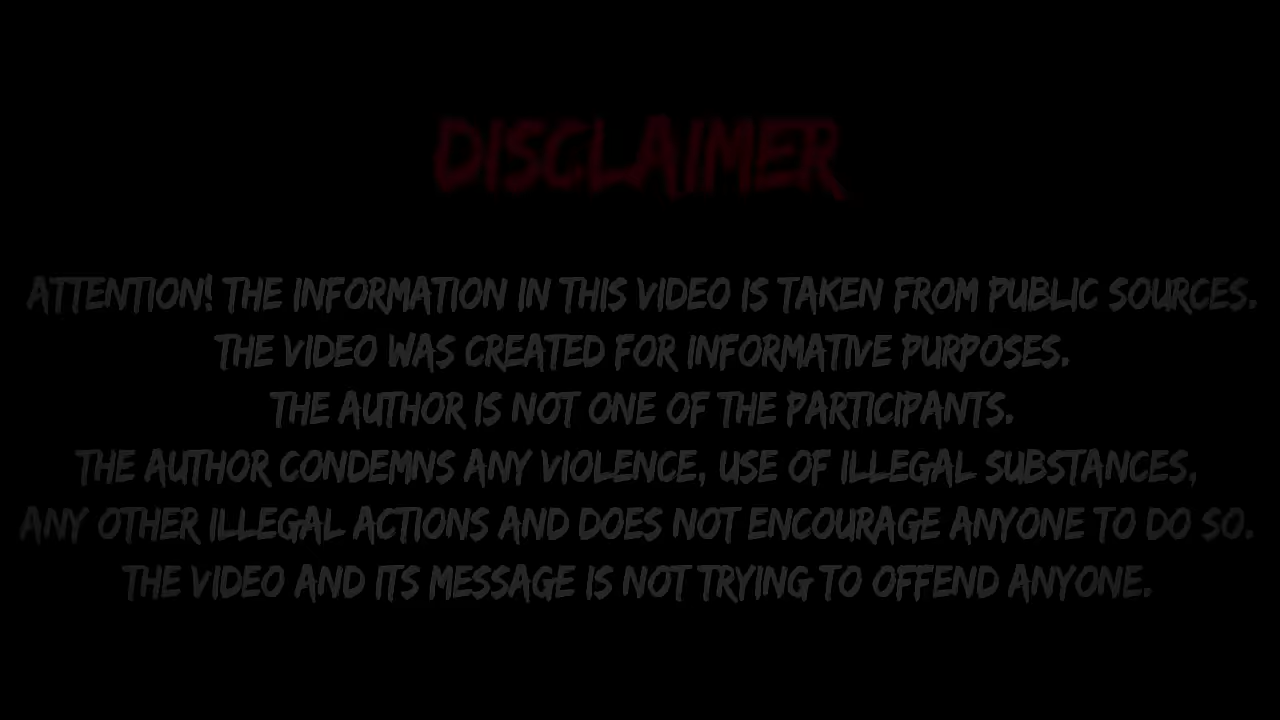 DISCLAIMER
ATTENTION! THE INFORMATION IN THIS VIDEO IS TAKEN FROM PUBLIC SOURCES.
THE VIDEO WAS CREATED FOR INFORMATIVE PURPOSES.
THE AUTHOR IS NOT ONE OF THE PARTICIPANTS.
THE AUTHOR CONDEMNS ANY VIOLENCE, USE OF ILLEGAL SUBSTANCES,
ANY OTHER ILLEGAL ACTIONS AND DOES NOT ENCOURAGE ANYONE TO DO SO.
THE VIDEO AND ITS MESSAGE IS NOT TRYING TO OFFEND ANYONE.